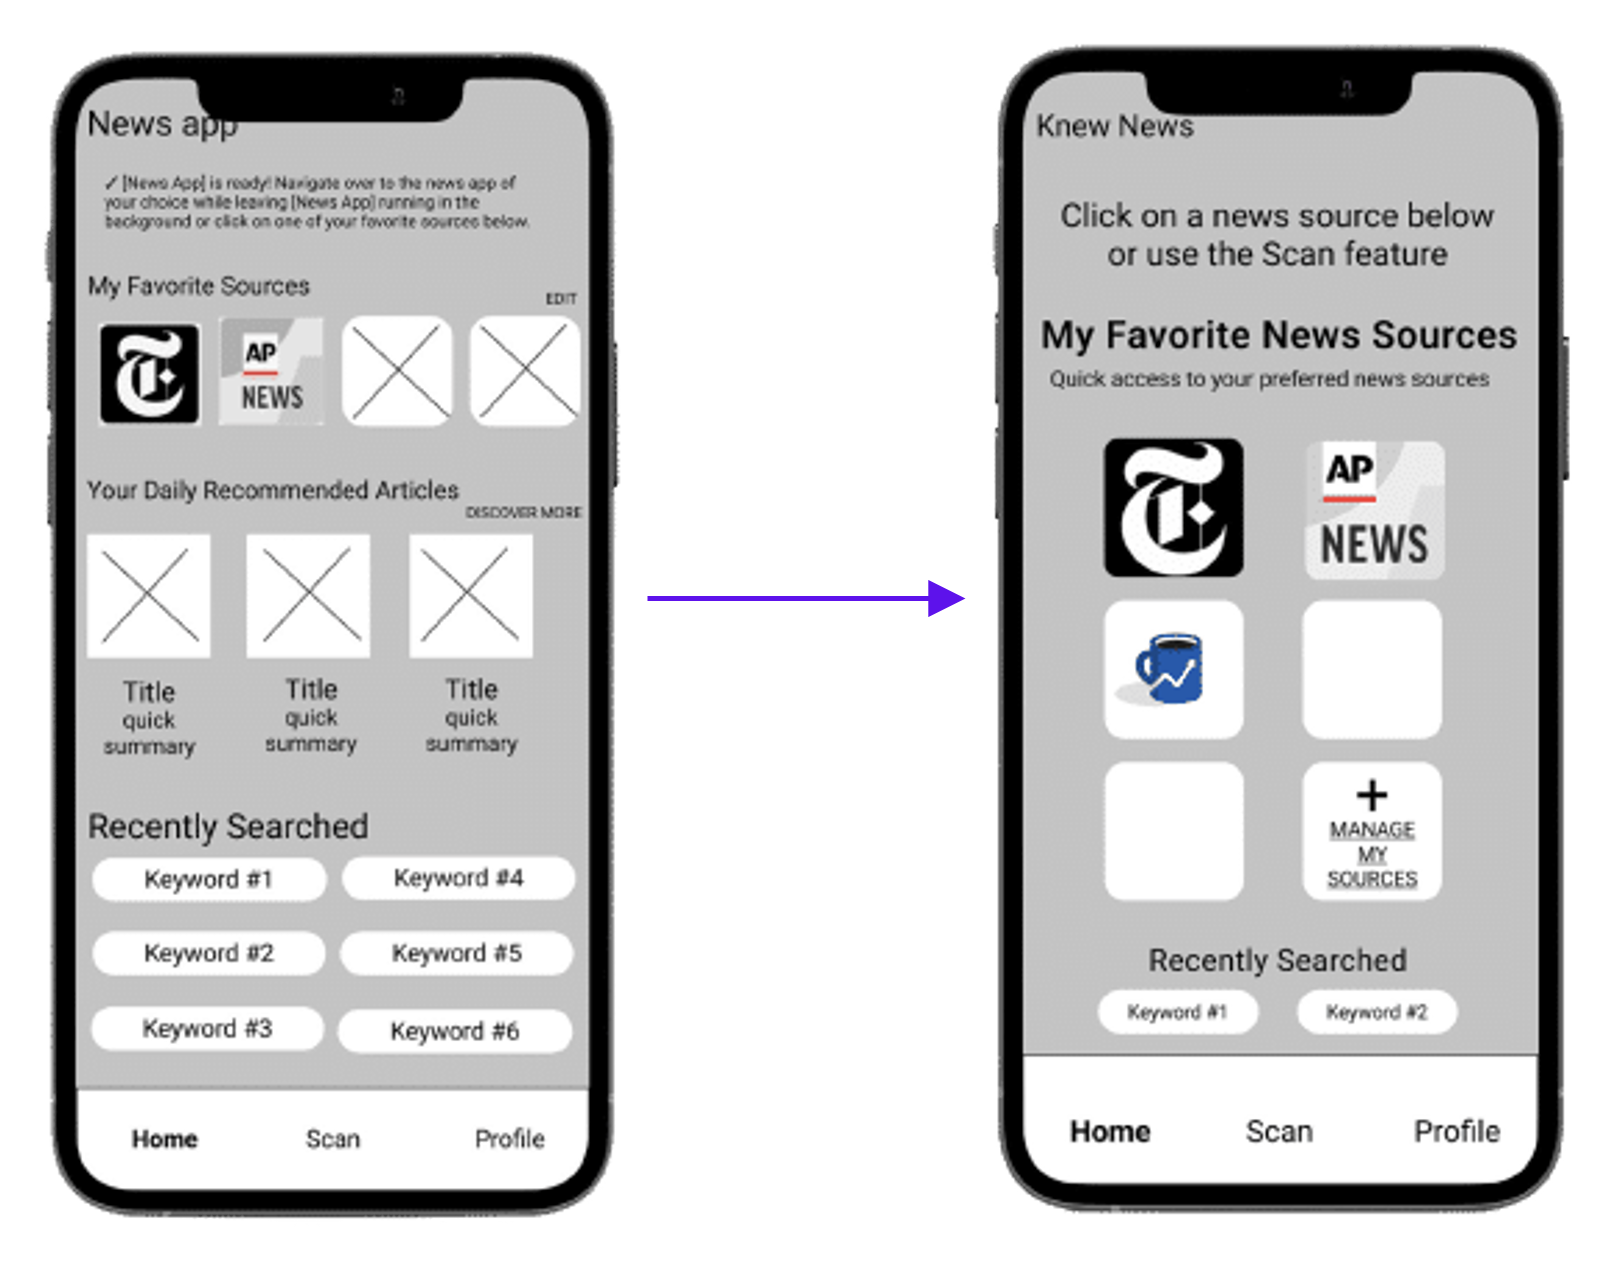 News app
✓ [News App] is ready! Navigate over to the news app of
your choice while leaving [News App] running in the
background or click on one of your favorite sources below.
My Favorite Sources
EDIT
T
AP
NEWS
Your Daily Recommended Articles
DISCOVER MORE
Title
quick
summary
Title
quick
summary
Title
quick
summary
Recently Searched
Keyword #1
Keyword #4
Keyword #2
Keyword #5
Keyword #3
Keyword #6
Home
Scan
Profile
Knew News
Click on a news source below
or use the Scan feature
My Favorite News Sources
Quick access to your preferred news sources
T
AP
NEWS
+
MANAGE
MY
SOURCES
Recently Searched
Keyword #1
Keyword #2
Home
Scan
Profile